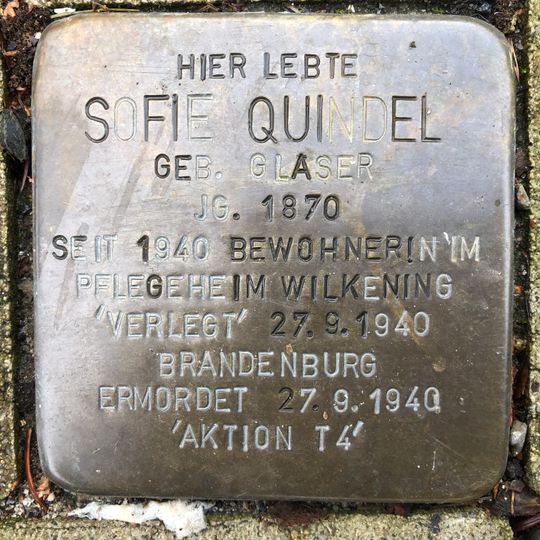 HIER LEBTE
SOFIE QUINDEL
GEB. GLASER
JG. 1870
SEIT 1940 BEWOHNERIN IM
PFLEGEHEIM WILKENING
'VERLEGT' 27.9.1940
BRANDENBURG
ERMORDET 27.9.1940
'AKTION T4'